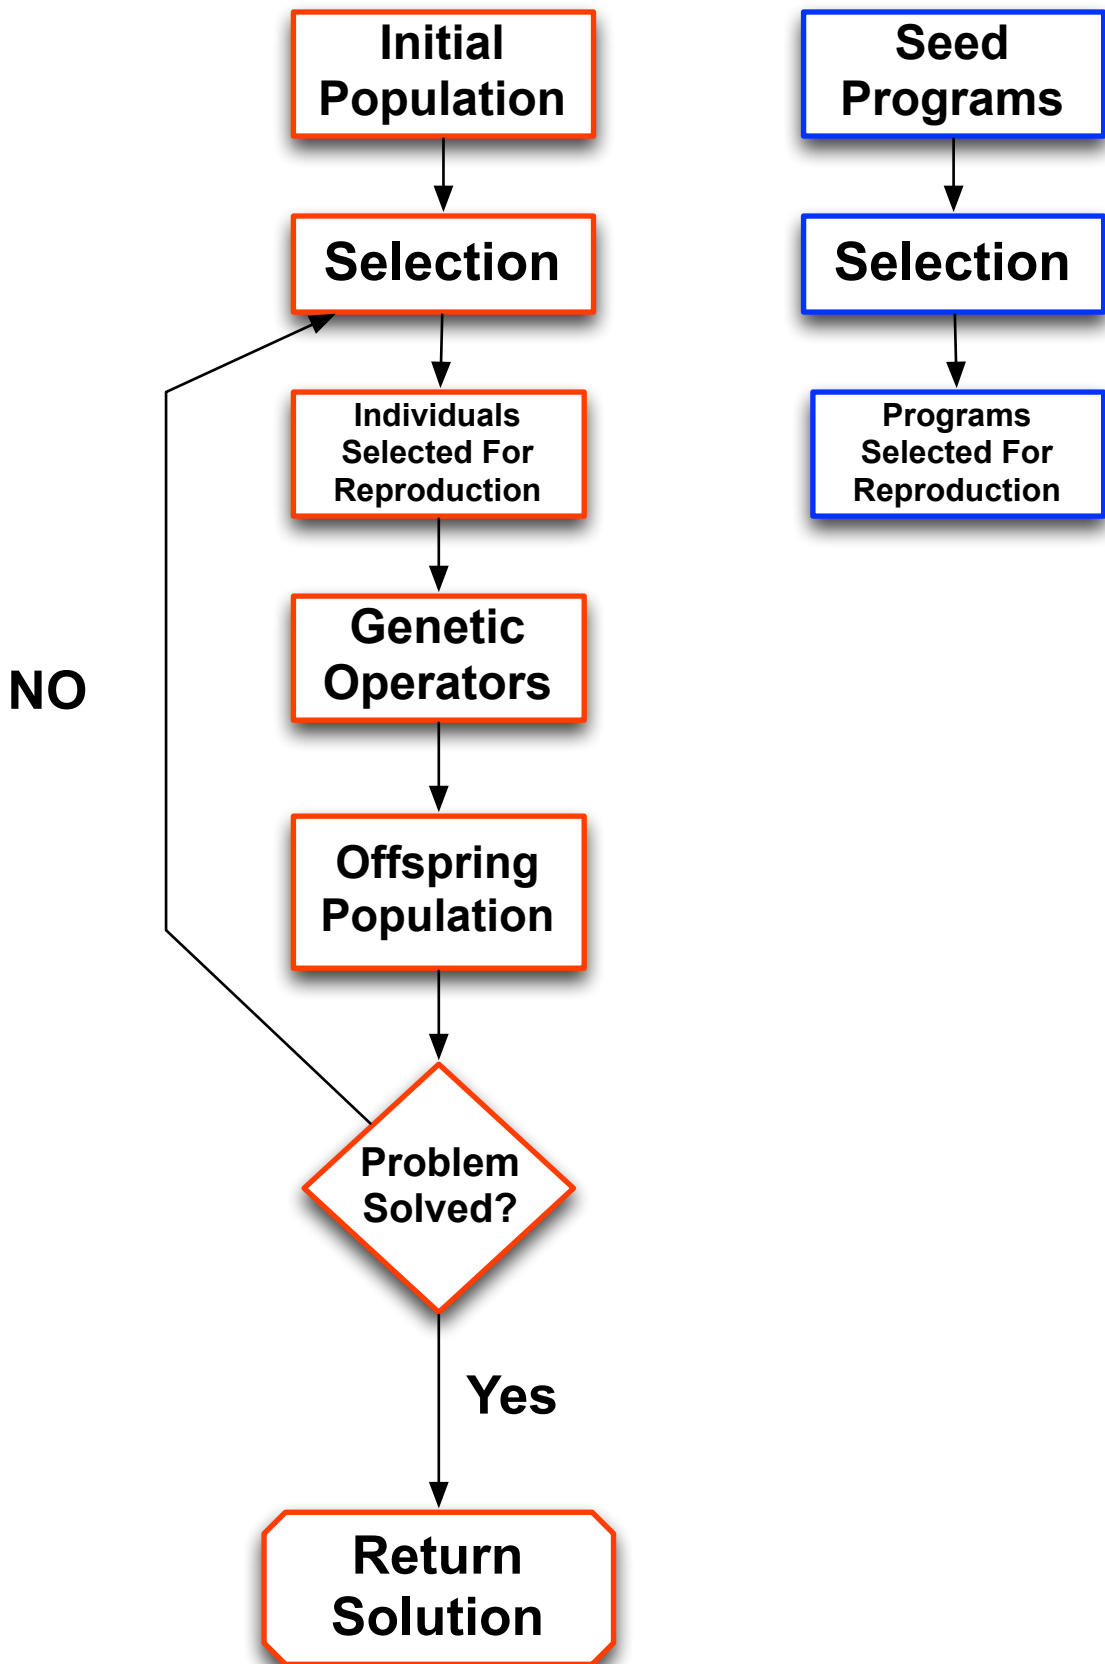 Initial
Population
Selection
Individuals
Selected For
Reproduction
Genetic
Operators
NO
Offspring
Population
Problem
Solved?
Yes
Return
Solution
Seed
Programs
Selection
Programs
Selected For
Reproduction